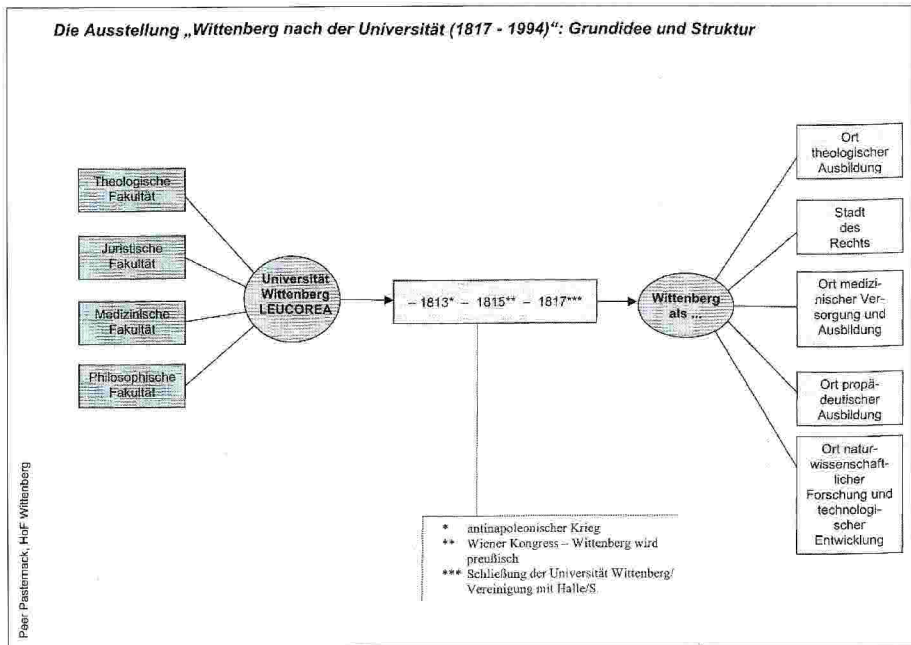 Die Ausstellung „Wittenberg nach der Universität (1817 - 1994)“: Grundidee und Struktur
Theologische
Fakultät
Juristische
Fakultät
Medizinische
Fakultät
Philosophische
Fakultät
Universität
Wittenberg
LEUCOREA
– 1813* – 1815** – 1817***
Wittenberg
als ...
Ort
theologischer
Ausbildung
Stadt
des
Rechts
Ort medizi-
nischer Ver-
sorgung und
Ausbildung
Ort propä-
deutischer
Ausbildung
Ort natur-
wissenschaft-
licher
Forschung und
technologi-
scher
Entwicklung
* antinapoleonischer Krieg
** Wiener Kongress – Wittenberg wird
preußisch
*** Schließung der Universität Wittenberg/
Vereinigung mit Halle/S.
Peer Pasternack, HoF Wittenberg